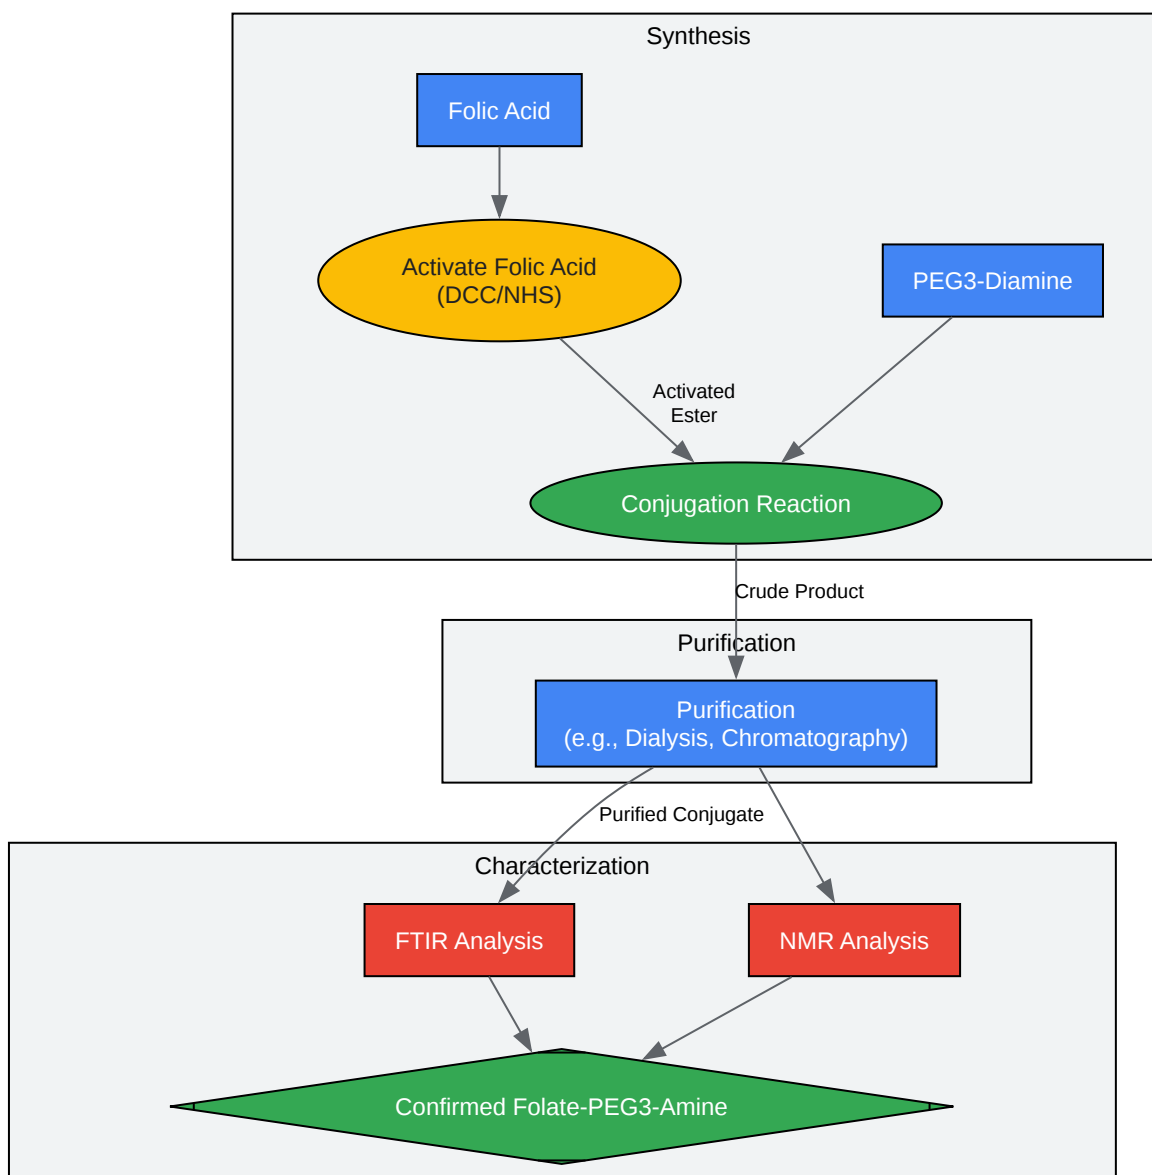 Synthesis
Folic Acid
Activate Folic Acid
(DCC/NHS)
PEG3-Diamine
Activated
Ester
Conjugation Reaction
Crude Product
Purification
Purification
(e.g., Dialysis, Chromatography)
Purified Conjugate
Characterization
FTIR Analysis
NMR Analysis
Confirmed Folate-PEG3-Amine